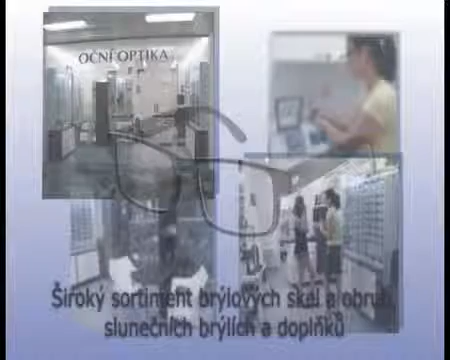 OČNÍ OPTIKA
Široký sortiment brýlových skel a obrub,
slunečních brýlích a doplňků